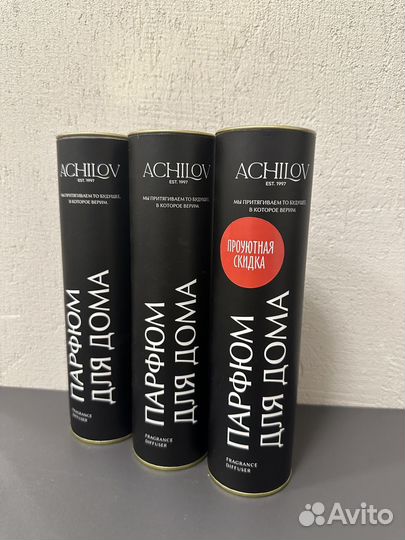 ACHILOV
EST. 1997
МЫ ПРИТЯГИВАЕМ ТО БУДУЩЕЕ,
В КОТОРОЕ ВЕРИМ.
ПАРФЮМ
ДЛЯ ДОМА
FRAGRANCE
DIFFUSER
ACHILOV
EST. 1997
МЫ ПРИТЯГИВАЕМ ТО БУДУЩЕЕ,
В КОТОРОЕ ВЕРИМ.
ПАРФЮМ
ДЛЯ ДОМА
FRAGRANCE
DIFFUSER
ACHILOV
EST. 1997
МЫ ПРИТЯГИВАЕМ ТО БУДУЩЕЕ,
В КОТОРОЕ ВЕРИМ.
ПРОУЮТНАЯ
СКИДКА
ПАРФЮМ
ДЛЯ ДОМА
FRAGRANCE
DIFFUSER
Avito